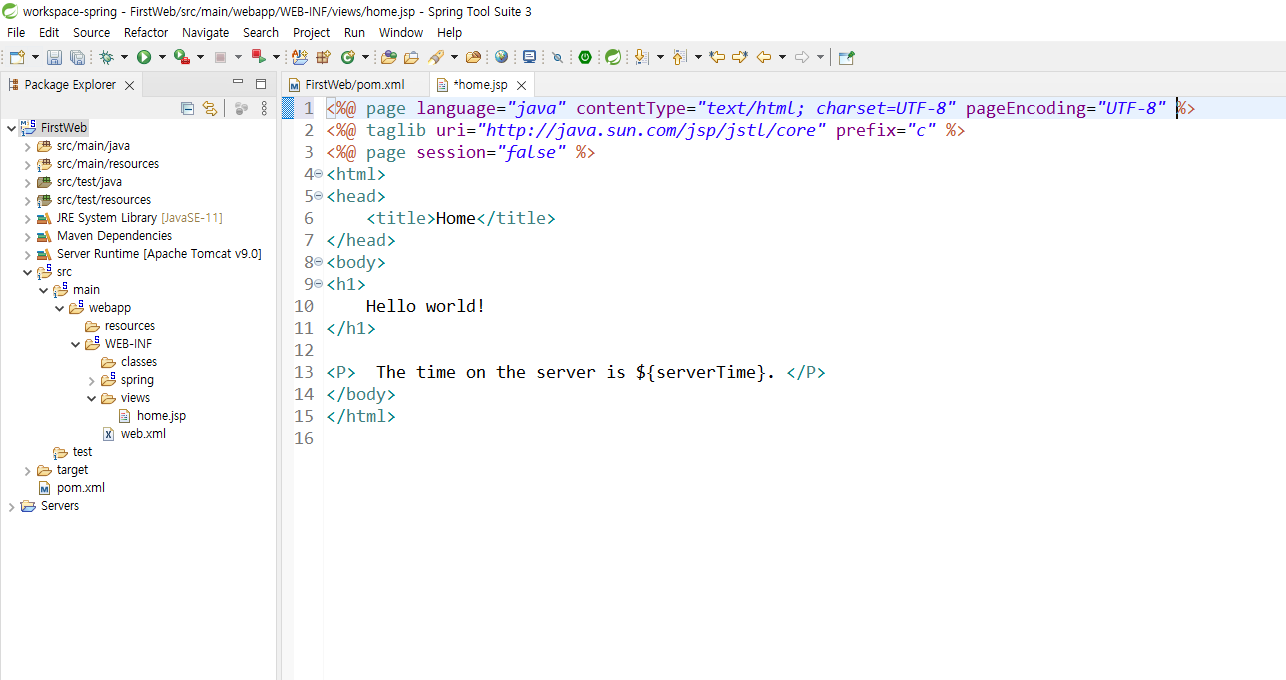 workspace-spring - FirstWeb/src/main/webapp/WEB-INF/views/home.jsp - Spring Tool Suite 3
File Edit Source Refactor Navigate Search Project Run Window Help
Package Explorer
FirstWeb
src/main/java
src/main/resources
src/test/java
src/test/resources
JRE System Library [JavaSE-11]
Maven Dependencies
Server Runtime [Apache Tomcat v9.0]
src
main
webapp
resources
WEB-INF
classes
spring
views
home.jsp
web.xml
test
target
pom.xml
Servers
FirstWeb/pom.xml *home.jsp
1 <%@ page language="java" contentType="text/html; charset=UTF-8" pageEncoding="UTF-8" %>
2 <%@ taglib uri="http://java.sun.com/jsp/jstl/core" prefix="c" %>
3 <%@ page session="false" %>
4 <html>
5 <head>
6 <title>Home</title>
7 </head>
8 <body>
9 <h1>
10 Hello world!
11 </h1>
12
13 <P>  The time on the server is ${serverTime}. </P>
14 </body>
15 </html>
16